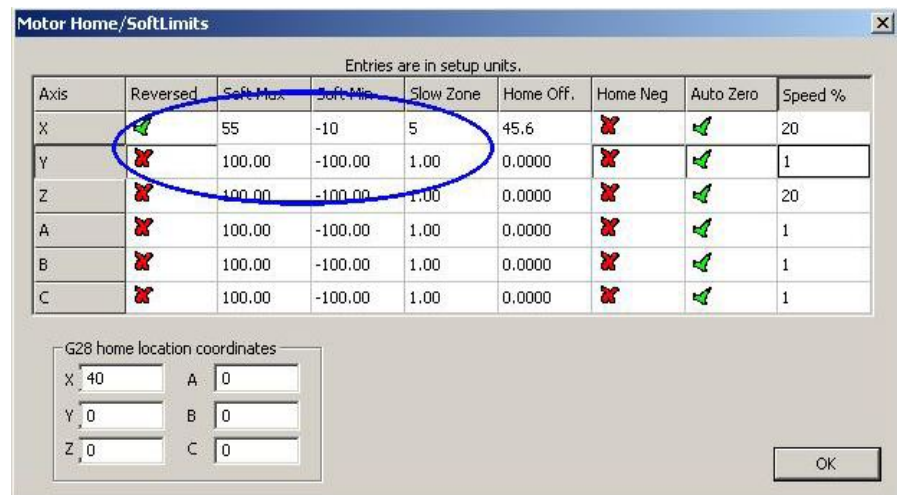 Motor Home/SoftLimits
Entries are in setup units.
Axis Reversed Soft Max Soft Min Slow Zone Home Off. Home Neg Auto Zero Speed %
X 55 -10 5 45.6 20
Y 100.00 -100.00 1.00 0.0000 1
Z 100.00 -100.00 1.00 0.0000 20
A 100.00 -100.00 1.00 0.0000 1
B 100.00 -100.00 1.00 0.0000 1
C 100.00 -100.00 1.00 0.0000 1
G28 home location coordinates
X 40 A 0
Y 0 B 0
Z 0 C 0
OK